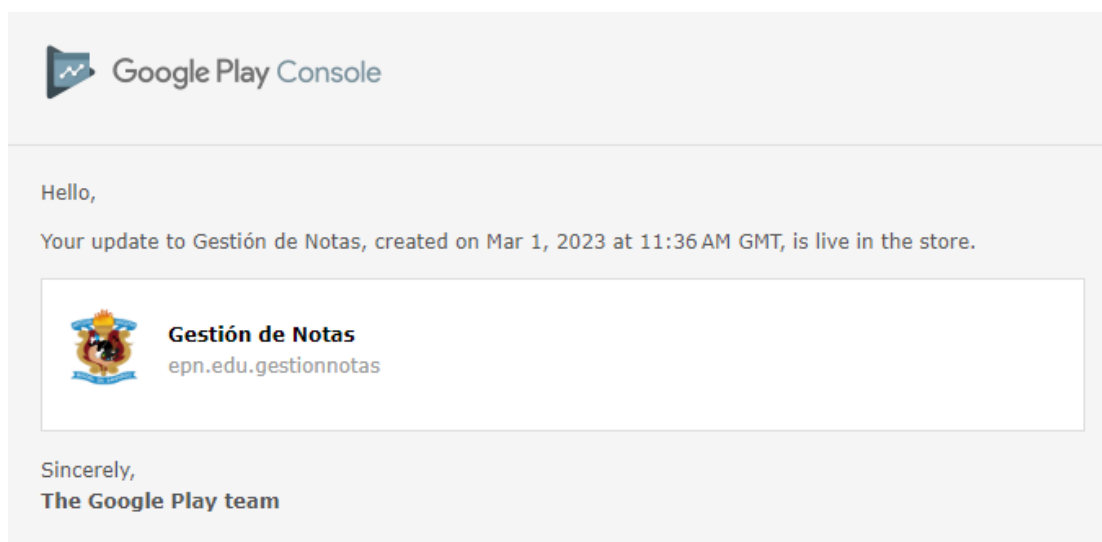 Google Play Console
Hello,
Your update to Gestión de Notas, created on Mar 1, 2023 at 11:36 AM GMT, is live in the store.
Gestión de Notas
epn.edu.gestionnotas
Sincerely,
The Google Play team